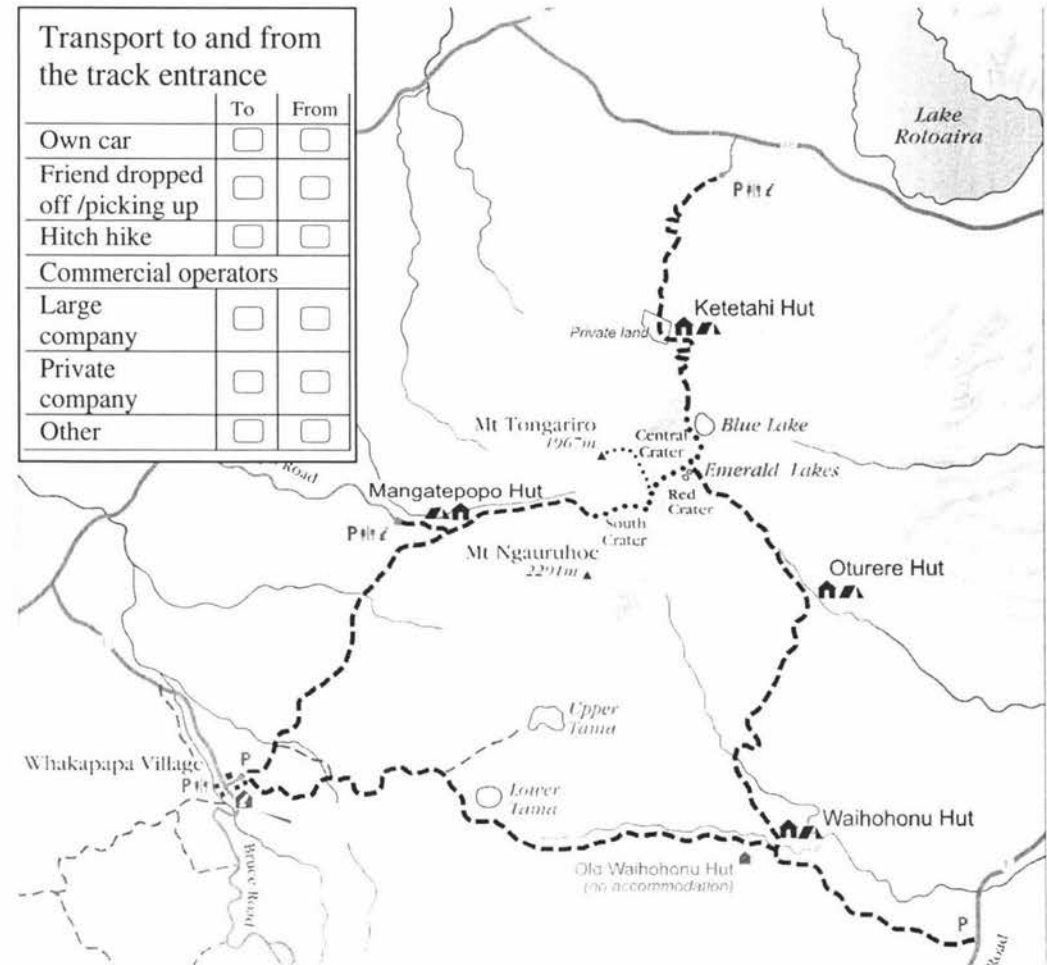 Transport to and from
the track entrance
To From
Own car
Friend dropped
off /picking up
Hitch hike
Commercial operators
Large
company
Private
company
Other
Lake
Rotoaira
P
Ketetahi Hut
Private land
Mt Tongariro
1967m
Central
Crater
Blue Lake
Emerald Lakes
Red
Crater
Road
Mangatepopo Hut
P
South
Crater
Mt Ngauruhoe
2291m
Oturere Hut
Upper
Tama
Whakapapa Village
P
P
Lower
Tama
Waihohonu Hut
Old Waihohonu Hut
(no accommodation)
Bruce Road
P
Road